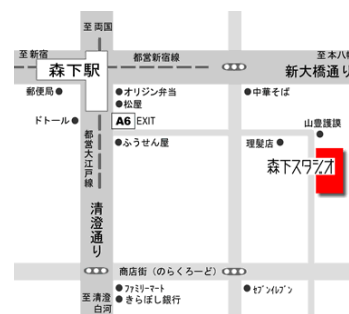 至両国
至新宿
都営新宿線
至本八幡
森下駅
新大橋通り
郵便局●
●オリジン弁当
●松屋
●中華そば
ドトール●
A6 EXIT
山豊護謨
●
●ふうせん屋
理髪店●
都営大江戸線
森下スタジオ
清澄通り
商店街（のらくろーど）
至清澄白河
●ファミリーマート
●きらぼし銀行
●セブンイレブン